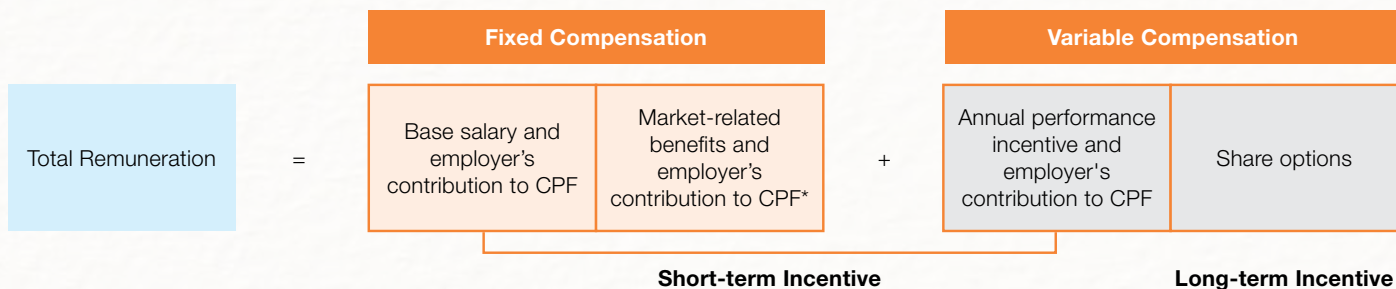 Fixed Compensation
Variable Compensation
Total Remuneration
=
Base salary and
employer’s
contribution to CPF
Market-related
benefits and
employer’s
contribution to CPF*
+
Annual performance
incentive and
employer's
contribution to CPF
Share options
Short-term Incentive
Long-term Incentive